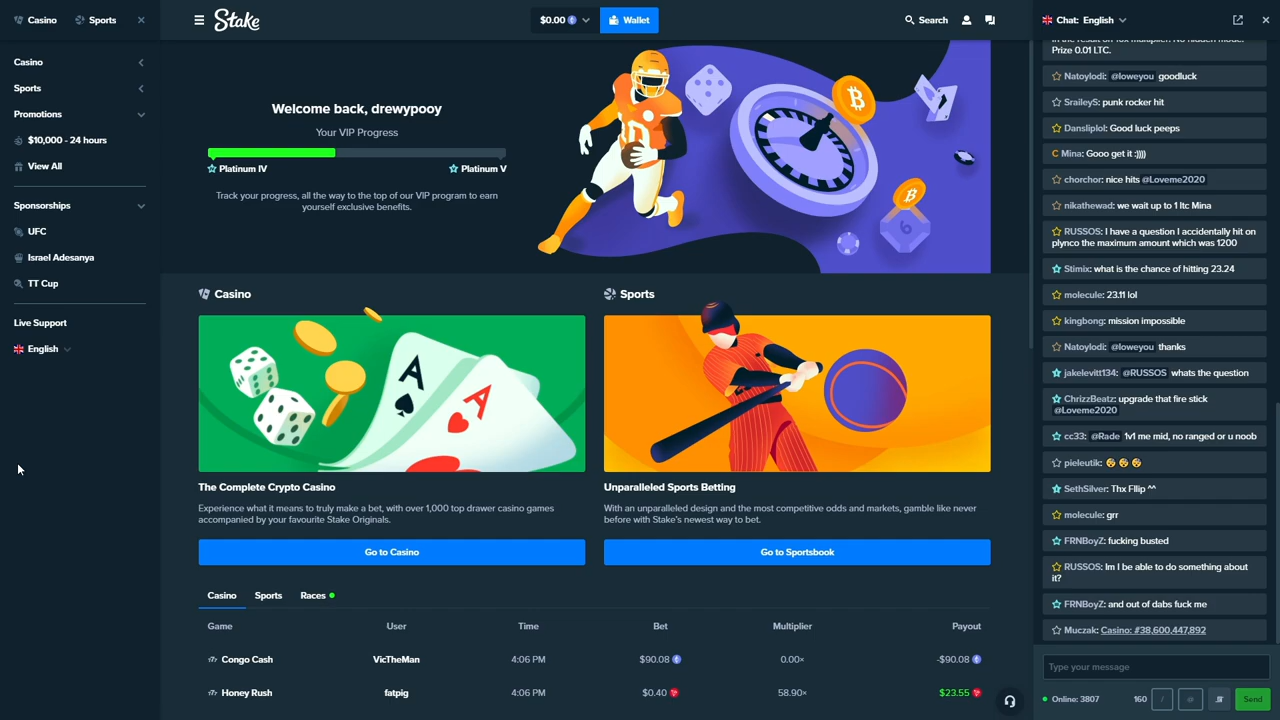 Casino
Sports
Casino
Sports
Promotions
$10,000 - 24 hours
View All
Sponsorships
UFC
Israel Adesanya
TT Cup
Live Support
English
Stake
$0.00
Wallet
Search
Welcome back, drewypooy
Your VIP Progress
Platinum IV
Platinum V
Track your progress, all the way to the top of our VIP program to earn
yourself exclusive benefits.
Casino
A
A
The Complete Crypto Casino
Experience what it means to truly make a bet, with over 1,000 top drawer casino games
accompanied by your favourite Stake Originals.
Go to Casino
Sports
Unparalleled Sports Betting
With an unparalleled design and the most competitive odds and markets, gamble like never
before with Stake's newest way to bet.
Go to Sportsbook
Casino Sports Races
Game User Time Bet Multiplier Payout
Congo Cash VicTheMan 4:06 PM $90.08 0.00× -$90.08
Honey Rush fatpig 4:06 PM $0.40 58.90× $23.55
Chat: English
Prize 0.01 LTC.
Natoylodi: @loweyou goodluck
SraileyS: punk rocker hit
Dansliplol: Good luck peeps
Mina: Gooo get it :))))
chorchor: nice hits @Loveme2020
nikathewad: we wait up to 1 ltc Mina
RUSSOS: I have a question I accidentally hit on
plynco the maximum amount which was 1200
Stimix: what is the chance of hitting 23.24
molecule: 23.11 lol
kingbong: mission impossible
Natoylodi: @loweyou thanks
jakelevitt134: @RUSSOS whats the question
ChrizzBeatz: upgrade that fire stick
@Loveme2020
cc33: @Rade 1v1 me mid, no ranged or u noob
pieleutik: 😴 😴 😴
SethSilver: Thx FIlip ^^
molecule: grr
FRNBoyZ: fucking busted
RUSSOS: Im I be able to do something about
it?
FRNBoyZ: and out of dabs fuck me
Muczak: Casino: #38,600,447,892
Type your message
Online: 3807
160
/
@
Send